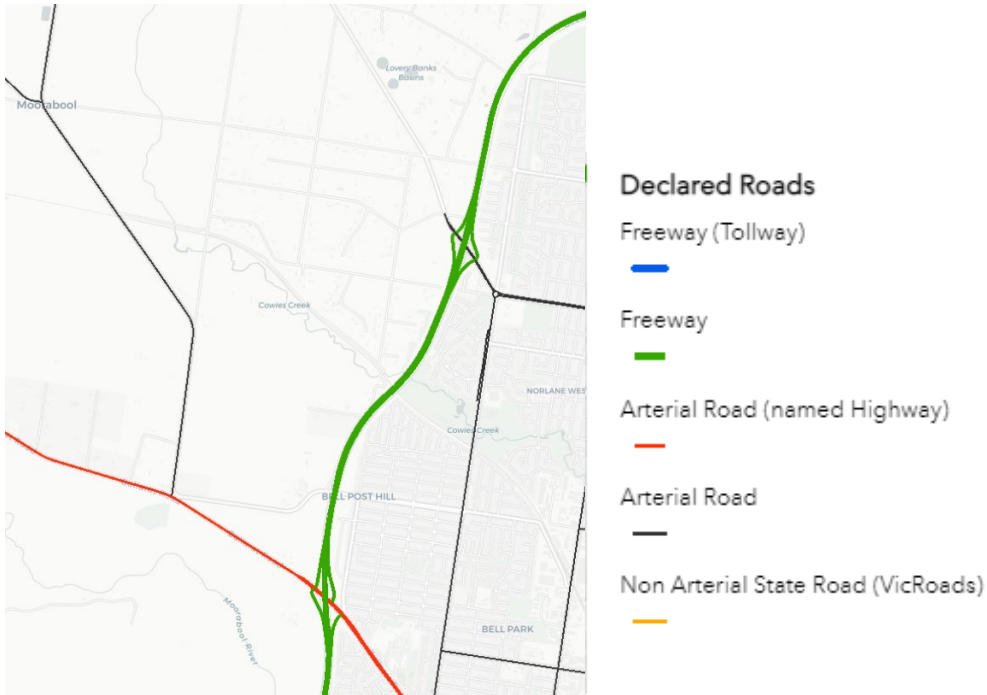 Lovely Banks
Basins
Moorabool
Cowies Creek
NORLANE WES
Cowies Creek
BELL POST HILL
Moorabool
River
BELL PARK
Declared Roads
Freeway (Tollway)
Freeway
Arterial Road (named Highway)
Arterial Road
Non Arterial State Road (VicRoads)